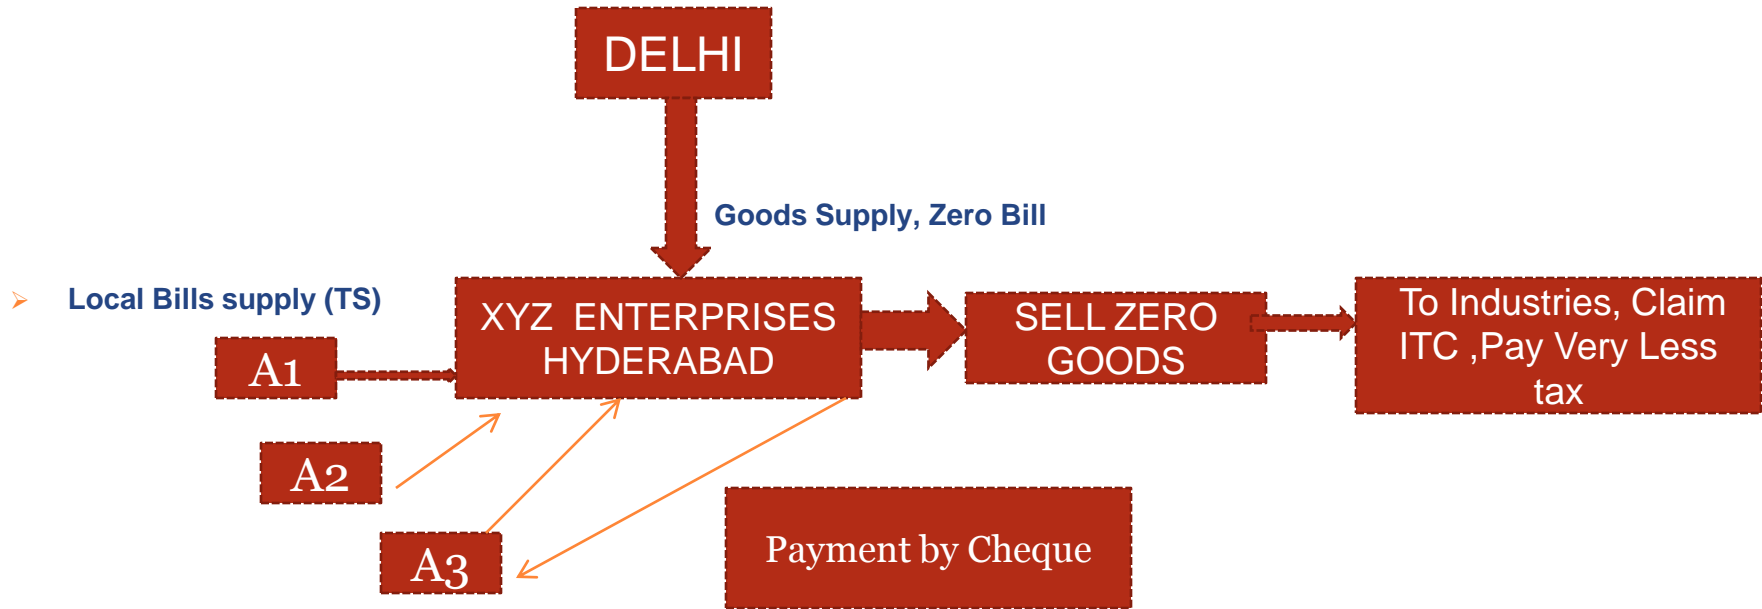 DELHI
Goods Supply, Zero Bill
Local Bills supply (TS)
XYZ ENTERPRISES
HYDERABAD
SELL ZERO
GOODS
To Industries, Claim
ITC ,Pay Very Less
tax
A1
A2
A3
Payment by Cheque